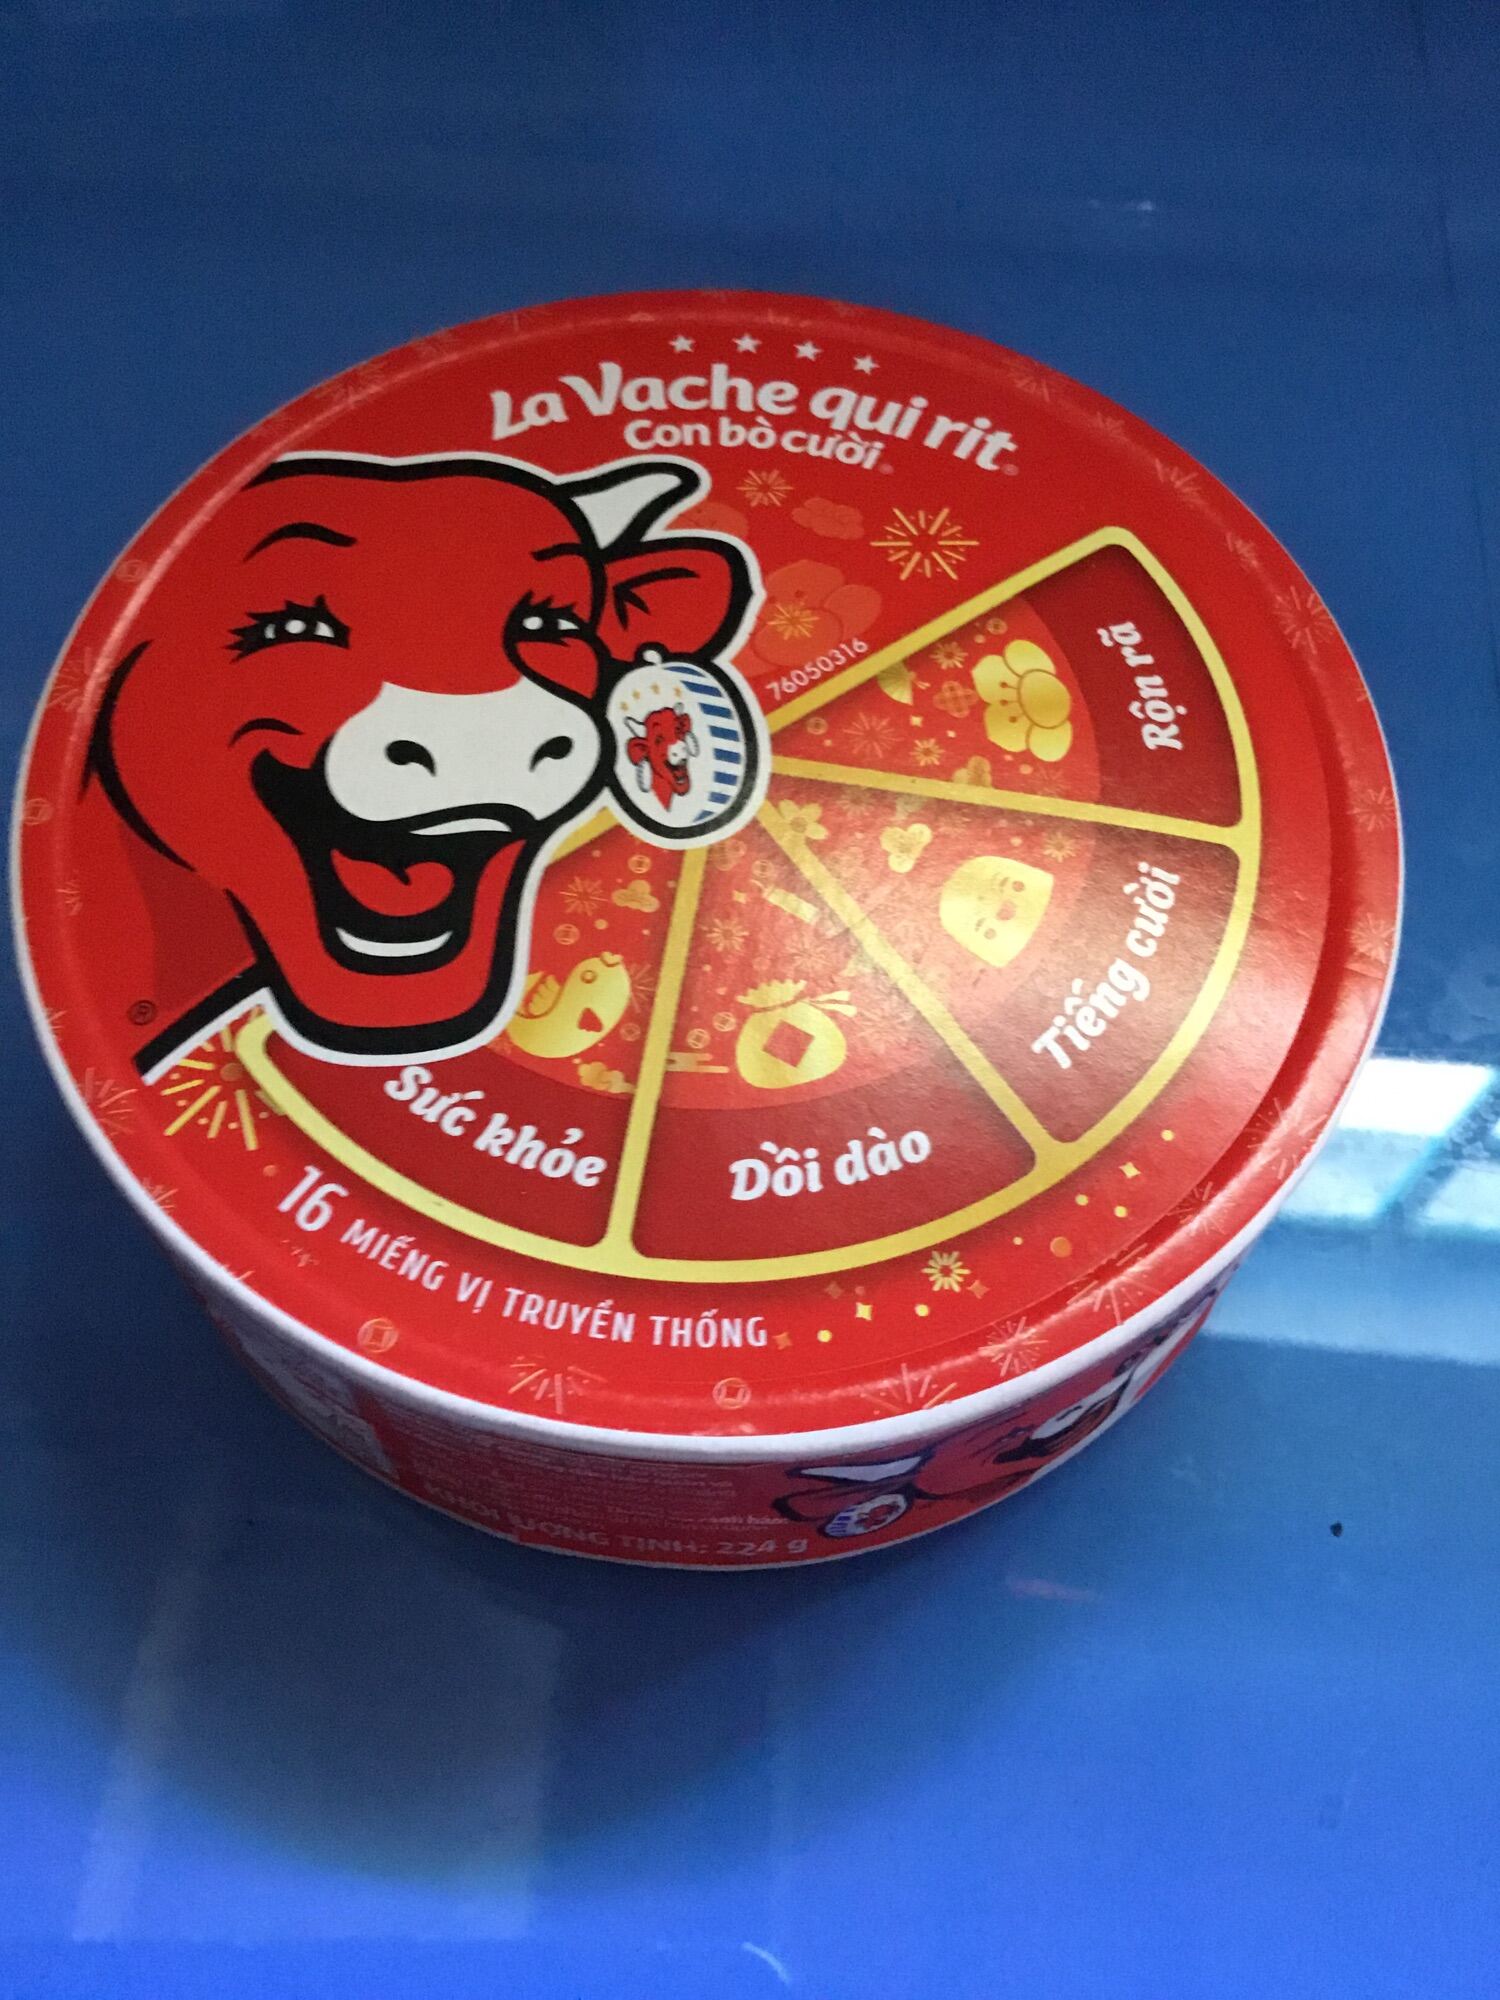 La Vache qui rit
Con bò cười
76050316
Rộn rã
Tiếng cười
Dồi dào
Sức khỏe
16 MIẾNG VỊ TRUYỀN THỐNG
KHỐI LƯỢNG TỊNH: 224 g